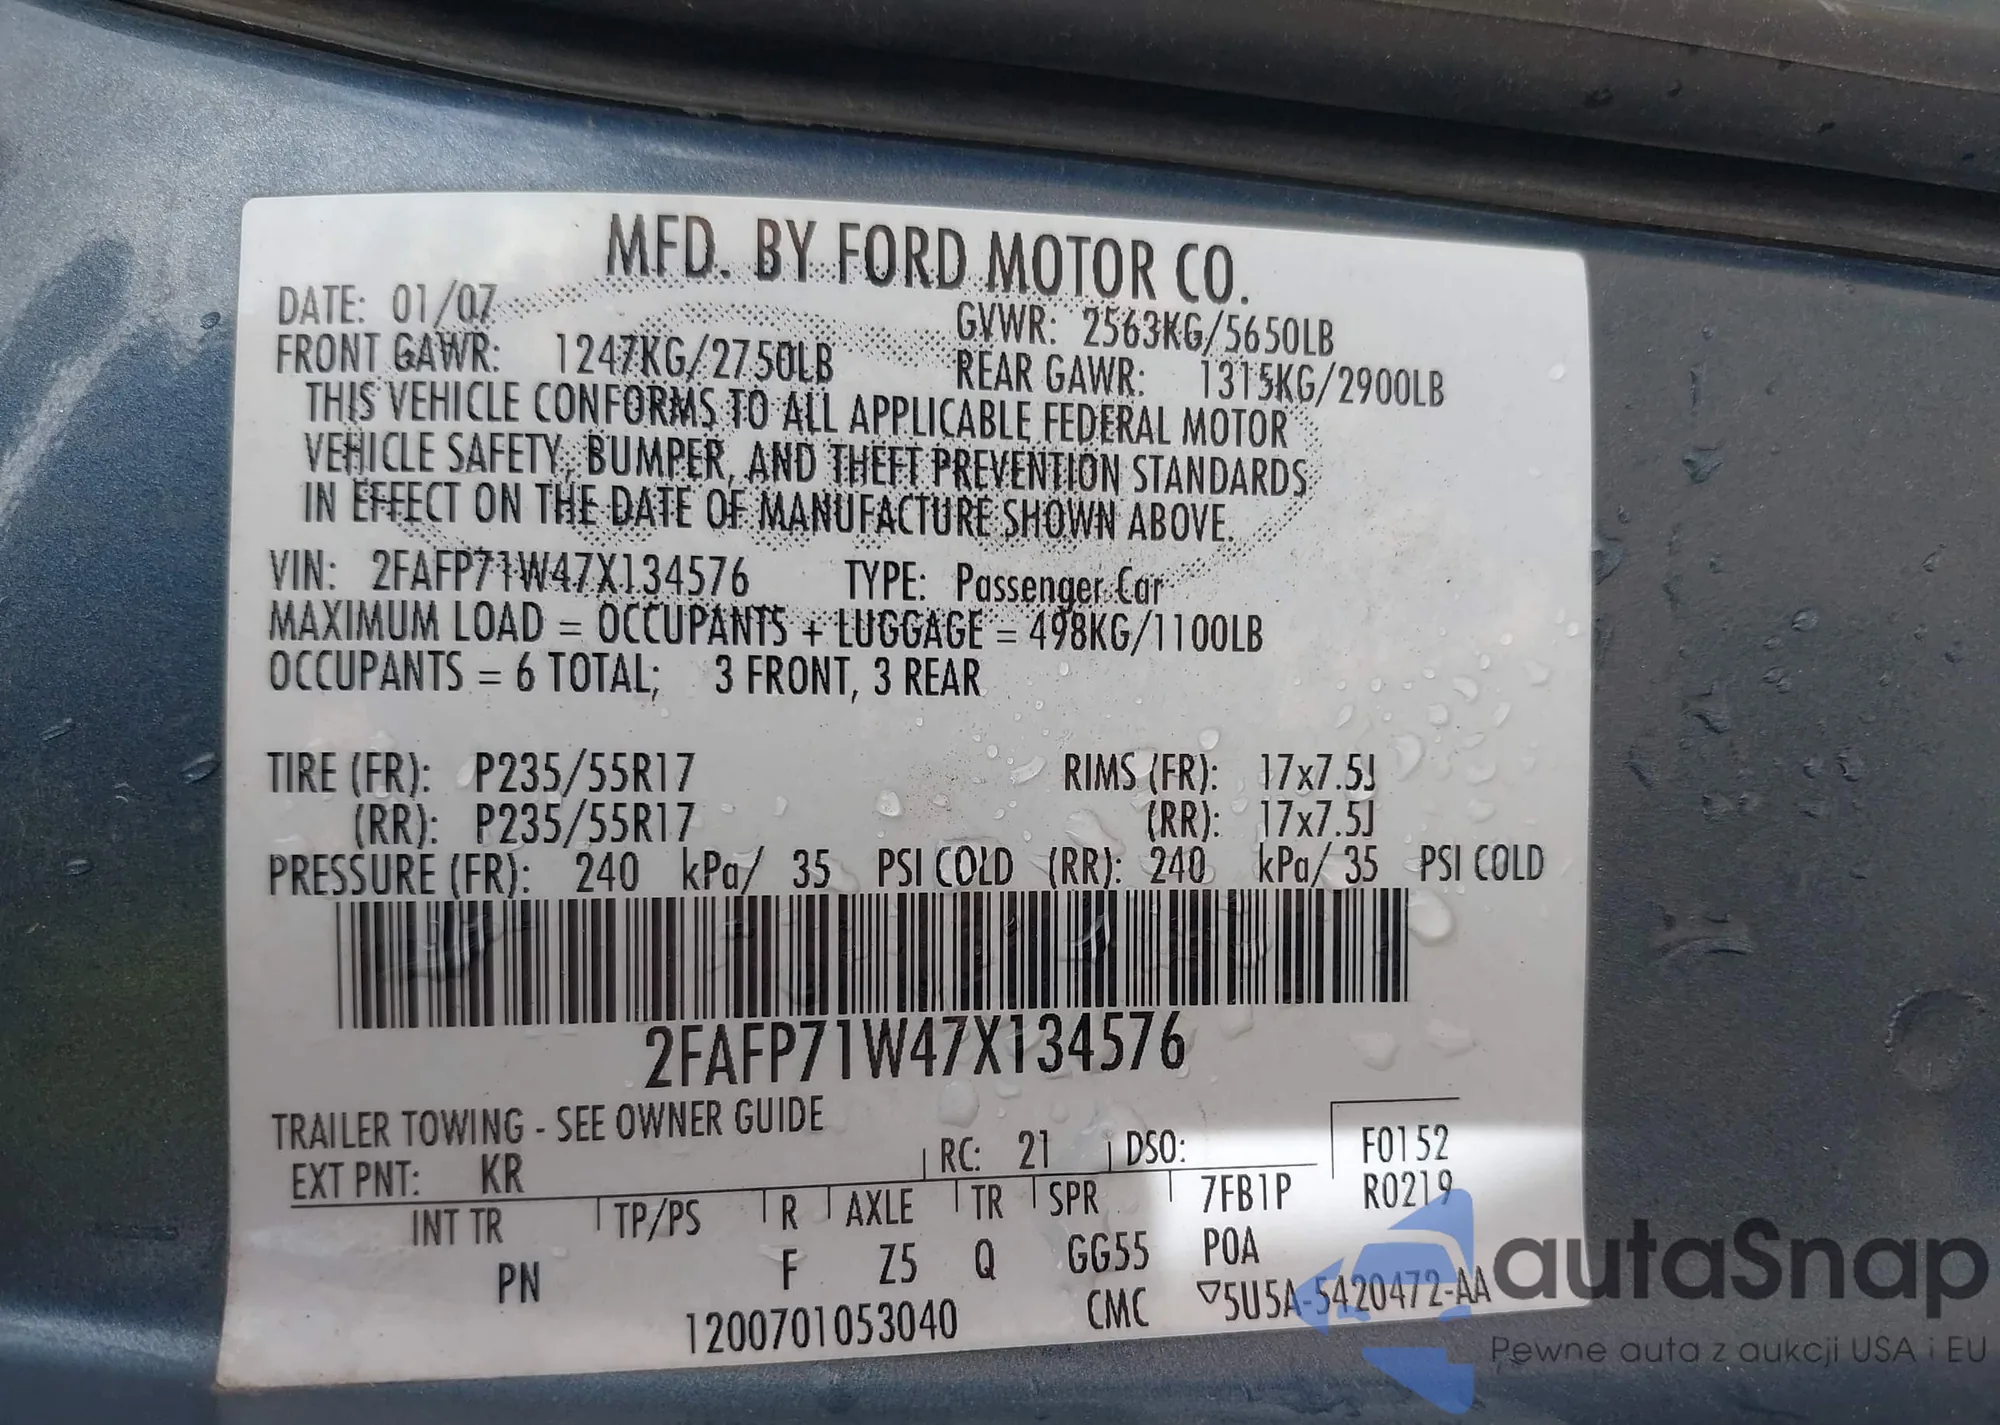 MFD. BY FORD MOTOR CO.
DATE: 01/07 GVWR: 2563KG/5650LB
FRONT GAWR: 1247KG/2750LB REAR GAWR: 1315KG/2900LB
THIS VEHICLE CONFORMS TO ALL APPLICABLE FEDERAL MOTOR
VEHICLE SAFETY, BUMPER, AND THEFT PREVENTION STANDARDS
IN EFFECT ON THE DATE OF MANUFACTURE SHOWN ABOVE.
VIN: 2FAFP71W47X134576 TYPE: Passenger Car
MAXIMUM LOAD = OCCUPANTS + LUGGAGE = 498KG/1100LB
OCCUPANTS = 6 TOTAL; 3 FRONT, 3 REAR
TIRE (FR): P235/55R17 RIMS (FR): 17x7.5J
(RR): P235/55R17 (RR): 17x7.5J
PRESSURE (FR): 240 kPa/ 35 PSI COLD (RR): 240 kPa/ 35 PSI COLD
2FAFP71W47X134576
TRAILER TOWING - SEE OWNER GUIDE
EXT PNT: KR RC: 21 DSO: F0152
INT TR TP/PS R AXLE TR SPR 7FB1P R0219
PN F Z5 Q GG55 POA
1200701053040 CMC ▽5U5A-5420472-AA
autaSnap
Pewne auta z aukcji USA i EU